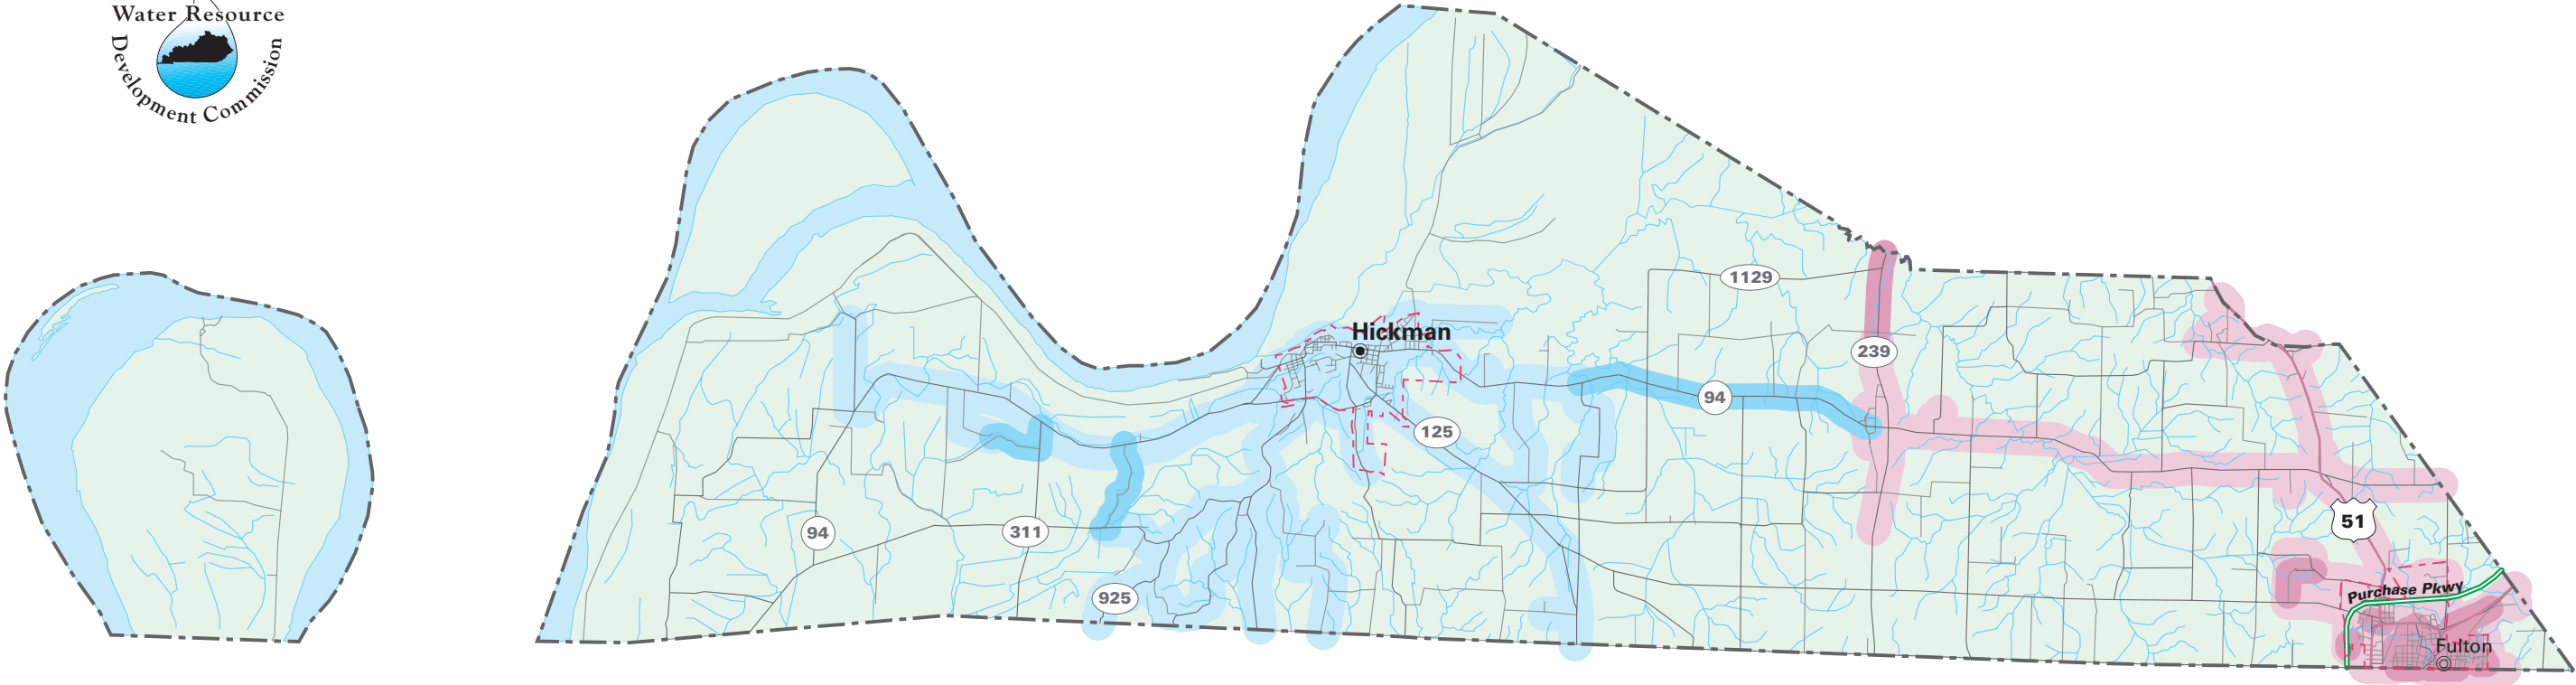 Water Resource
Development Commission
1129
Hickman
239
94
125
94
311
51
925
Purchase Pkwy
Fulton